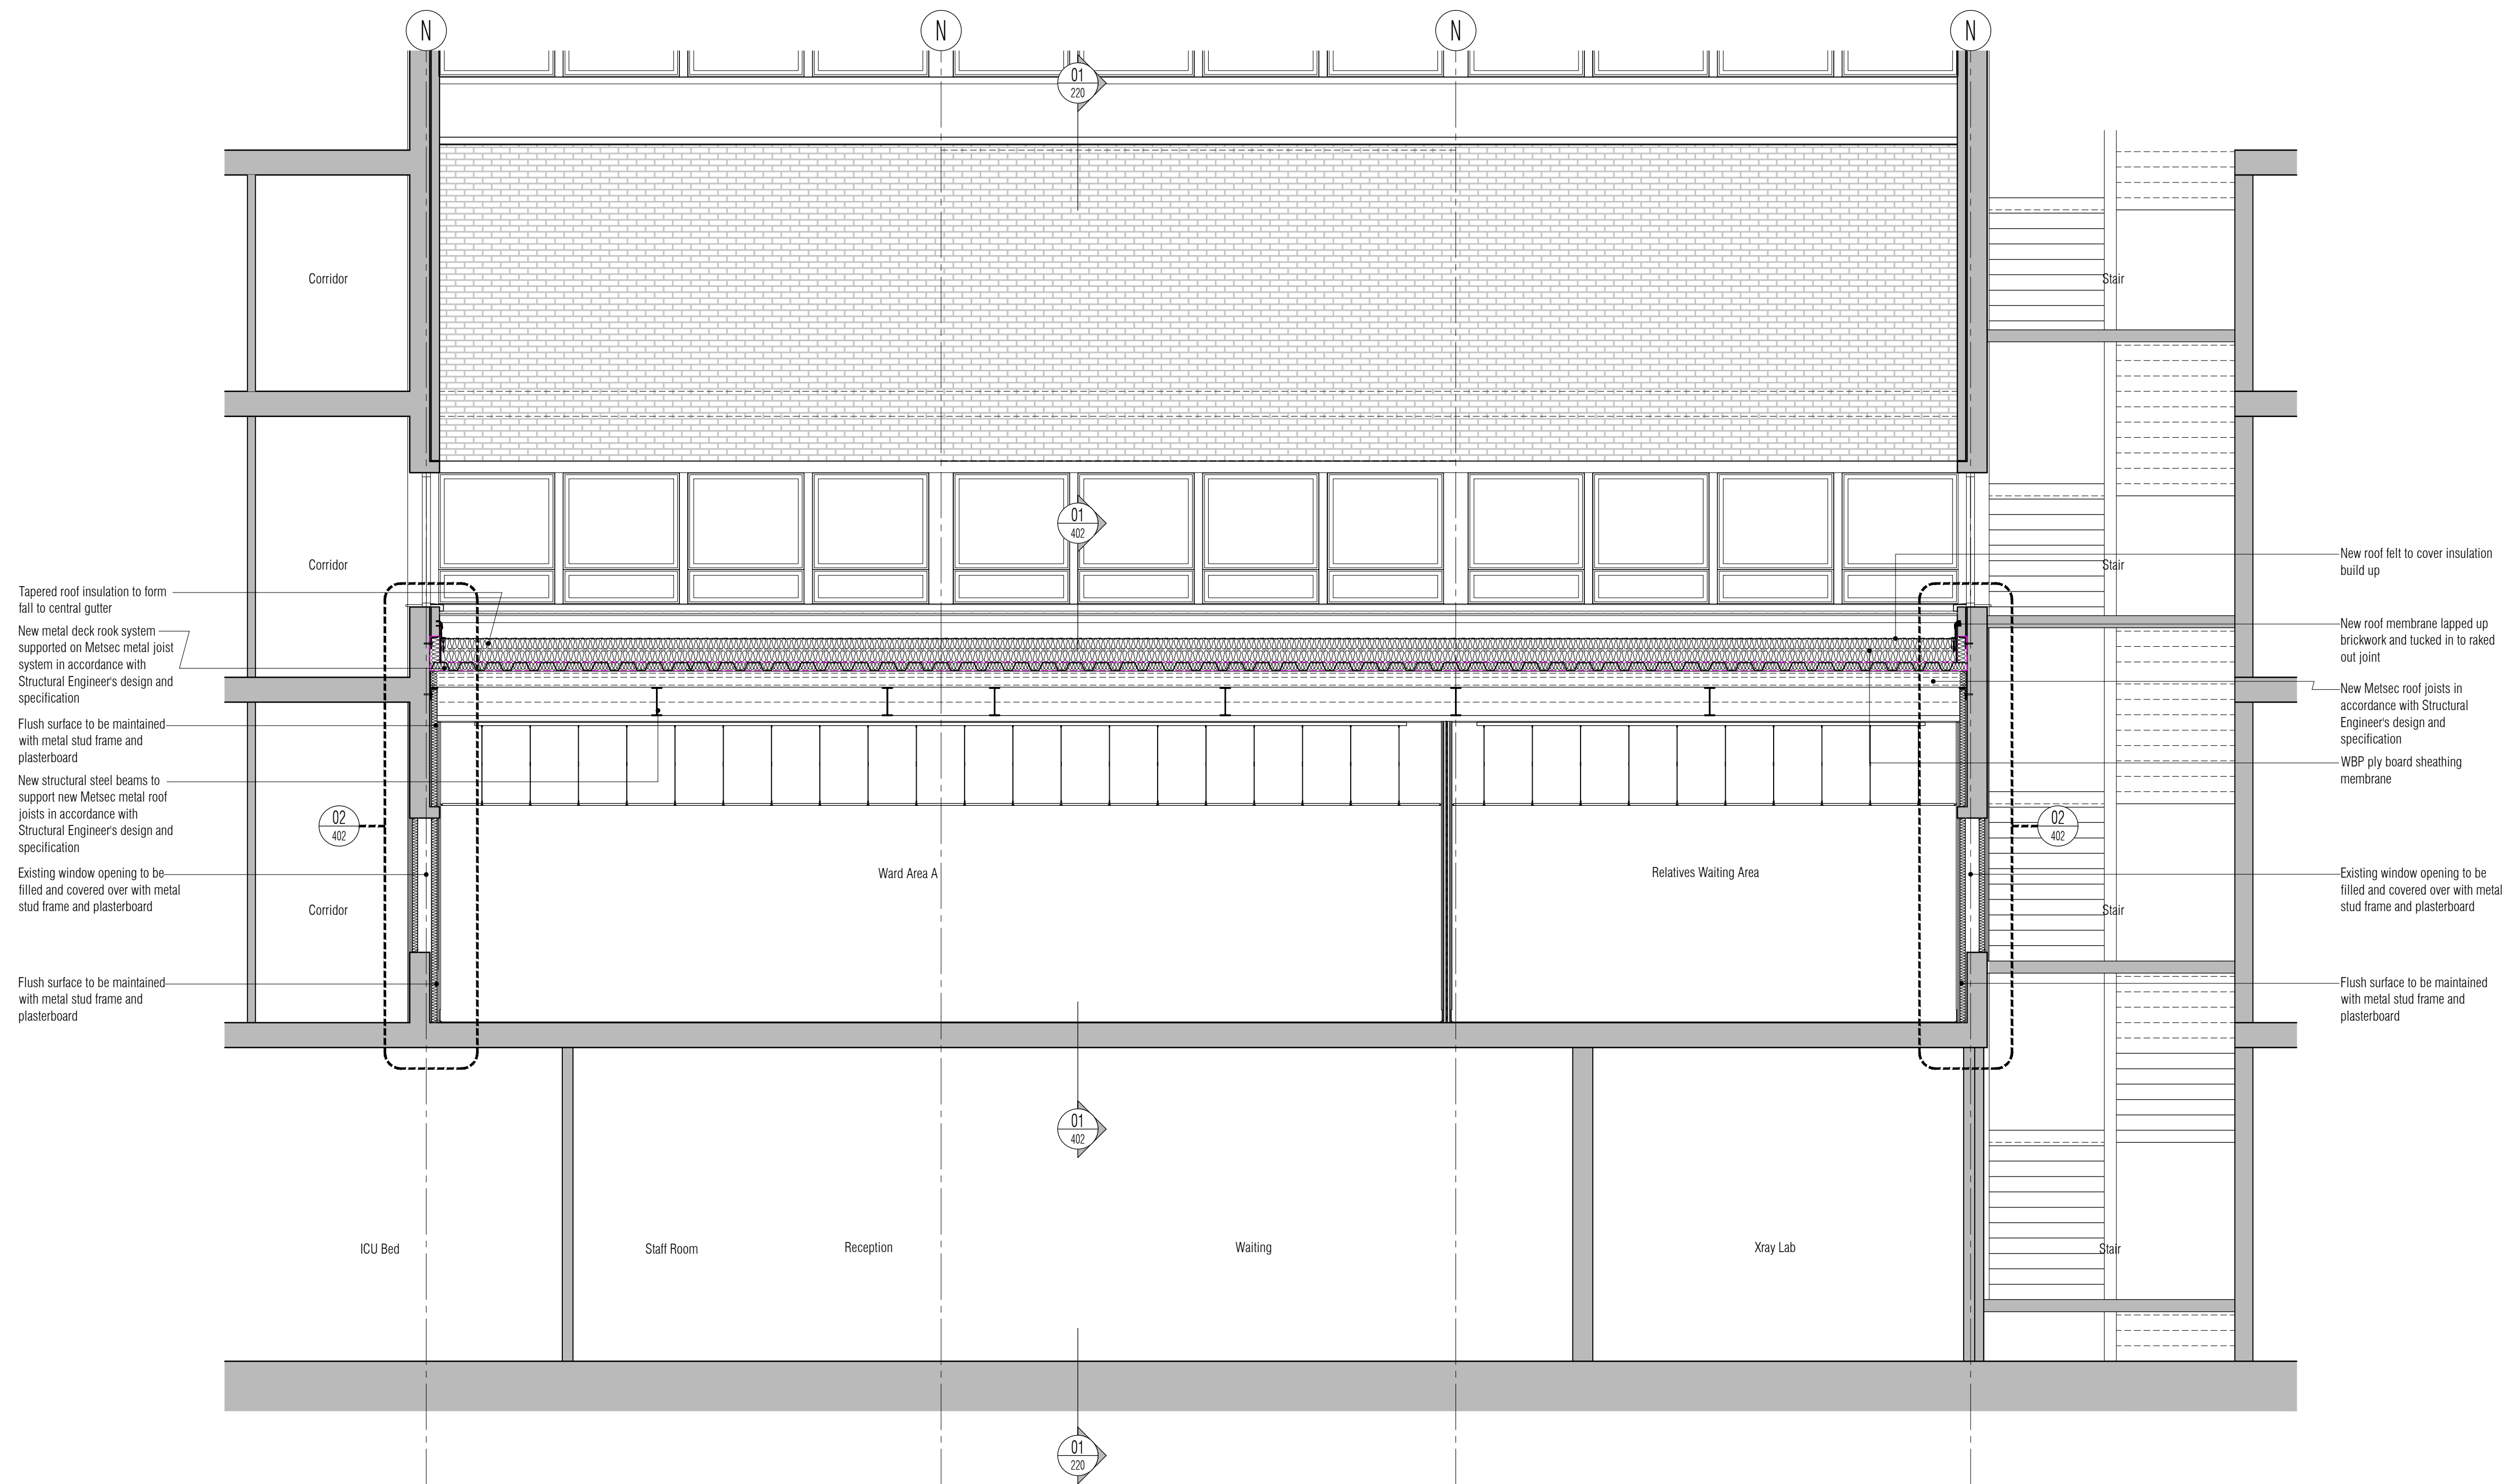 N
N
N
N
01
220
Corridor
Stair
01
402
Corridor
Stair
Tapered roof insulation to form
fall to central gutter
New metal deck rook system
supported on Metsec metal joist
system in accordance with
Structural Engineer's design and
specification
Flush surface to be maintained
with metal stud frame and
plasterboard
New structural steel beams to
support new Metsec metal roof
joists in accordance with
Structural Engineer's design and
specification
Existing window opening to be
filled and covered over with metal
stud frame and plasterboard
Flush surface to be maintained
with metal stud frame and
plasterboard
02
402
Corridor
Ward Area A
Relatives Waiting Area
Stair
02
402
New roof felt to cover insulation
build up
New roof membrane lapped up
brickwork and tucked in to raked
out joint
New Metsec roof joists in
accordance with Structural
Engineer's design and
specification
WBP ply board sheathing
membrane
Existing window opening to be
filled and covered over with metal
stud frame and plasterboard
Flush surface to be maintained
with metal stud frame and
plasterboard
01
402
ICU Bed
Staff Room
Reception
Waiting
Xray Lab
Stair
01
220